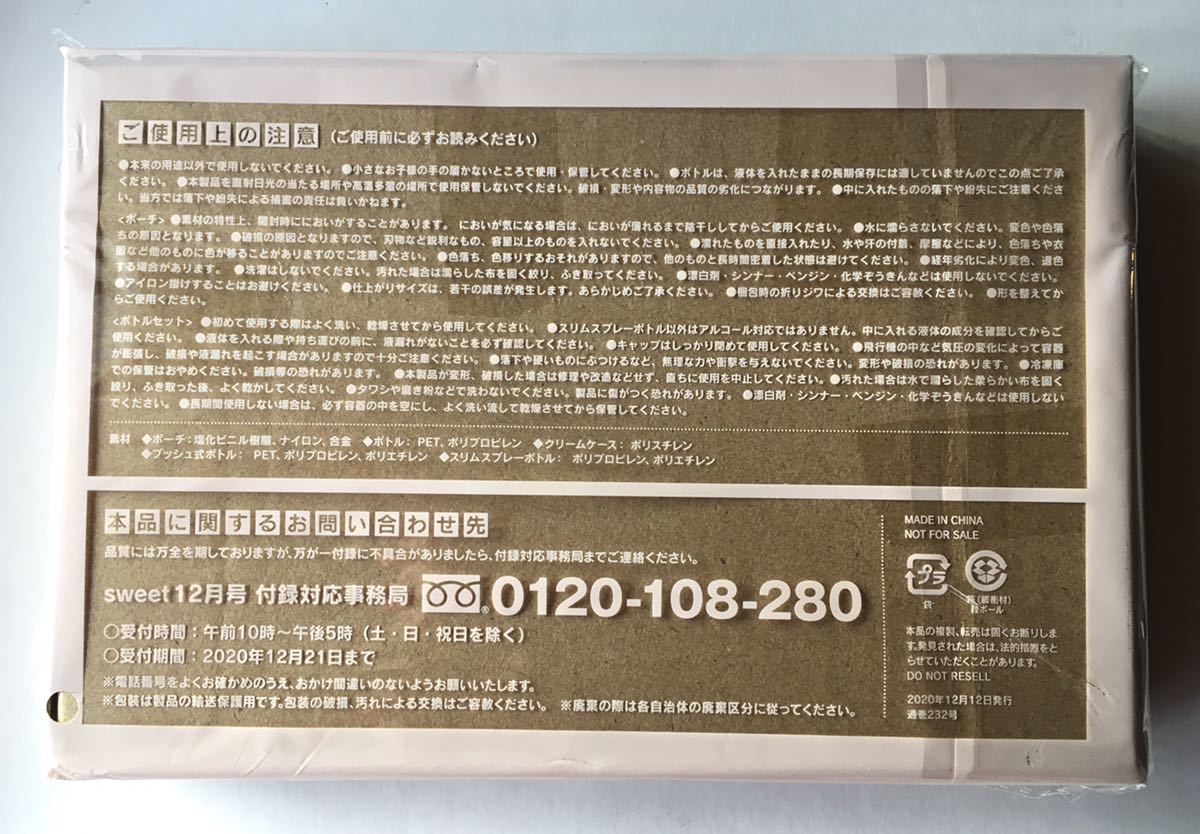 ご使用上の注意 (ご使用前に必ずお読みください)
●本来の用途以外で使用しないでください。 ●小さなお子様の手の届かないところで使用・保管してください。 ●ボトルは、液体を入れたままの長期保存には適していませんのでこの点ご了承
ください。 ●本製品を直射日光の当たる場所や高温多湿の場所で使用保管しないでください。破損・変形や内容物の品質の劣化につながります。 ●中に入れたものの落下や紛失にご注意くださ
い。当方では落下や紛失による損害の責任は負いかねます。
<ポーチ> ●素材の特性上、開封時ににおいがすることがあります。 においが気になる場合は、においが薄れるまで陰干ししてからご使用ください。 ●水に濡らさないでください。変色や色落
ちの原因となります。 ●破損の原因となりますので、刃物など鋭利なもの、容量以上のものを入れないでください。 ●濡れたものを直接入れたり、水や汗の付着、摩擦などにより、色落ちや衣
服など他のものに色が移ることがありますのでご注意ください。 ●色落ち、色移りするおそれがありますので、他のものと長時間密着した状態は避けてください。 ●経年劣化により変色、退色
する場合があります。 ●洗濯はしないでください。汚れた場合は濡らした布を固く絞り、ふき取ってください。 ●漂白剤・シンナー・ベンジン・化学ぞうきんなどは使用しないでください。
●アイロン掛けすることはお避けください。 ●仕上がりサイズは、若干の誤差が発生します。あらかじめご了承ください。 ●梱包時の折りジワによる交換はご容赦ください。 ●形を整えてか
らご使用ください。
<ボトルセット> ●初めて使用する際はよく洗い、乾燥させてから使用してください。 ●スリムスプレーボトル以外はアルコール対応ではありません。中に入れる液体の成分を確認してからご
使用ください。 ●液体を入れる際や持ち運びの前に、液漏れがないことを必ず確認してください。 ●キャップはしっかり閉めて使用してください。 ●飛行機の中など気圧の変化によって容器
が膨張し、破損や液漏れを起こす場合がありますので十分ご注意ください。 ●落下や硬いものにぶつけるなど、無理な力や衝撃を与えないでください。変形や破損の恐れがあります。 ●冷凍庫
での保管はおやめください。破損等の恐れがあります。 ●本製品が変形、破損した場合は修理や改造などせず、直ちに使用を中止してください。 ●汚れた場合は水で濡らした柔らかい布を固く
絞り、ふき取った後、よく乾かしてください。 ●タワシや磨き粉などで洗わないでください。製品に傷がつく恐れがあります。 ●漂白剤・シンナー・ベンジン・化学ぞうきんなどは使用しない
でください。 ●長期間使用しない場合は、必ず容器の中を空にし、よく洗い流して乾燥させてから保管してください。
素材 ◆ポーチ:塩化ビニル樹脂、ナイロン、合金 ◆ボトル: PET、ポリプロピレン ◆クリームケース: ポリスチレン
◆プッシュ式ボトル: PET、ポリプロピレン、ポリエチレン ◆スリムスプレーボトル: ポリプロピレン、ポリエチレン
本品に関するお問い合わせ先
品質には万全を期しておりますが、万が一付録に不具合がありましたら、付録対応事務局までご連絡ください。
sweet12月号 付録対応事務局 ®0120-108-280
○受付時間:午前10時～午後5時(土・日・祝日を除く)
○受付期間:2020年12月21日まで
※電話番号をよくお確かめのうえ、おかけ間違いのないようお願いいたします。
※包装は製品の輸送保護用です。包装の破損、汚れによる交換はご容赦ください。 ※廃棄の際は各自治体の廃棄区分に従ってください。
MADE IN CHINA
NOT FOR SALE
プラ
袋 箱(緩衝材)
段ボール
本品の複製、転売は固くお断りしま
す。発見された場合は、法的措置をと
らせていただくことがあります。
DO NOT RESELL
2020年12月12日発行
通巻232号